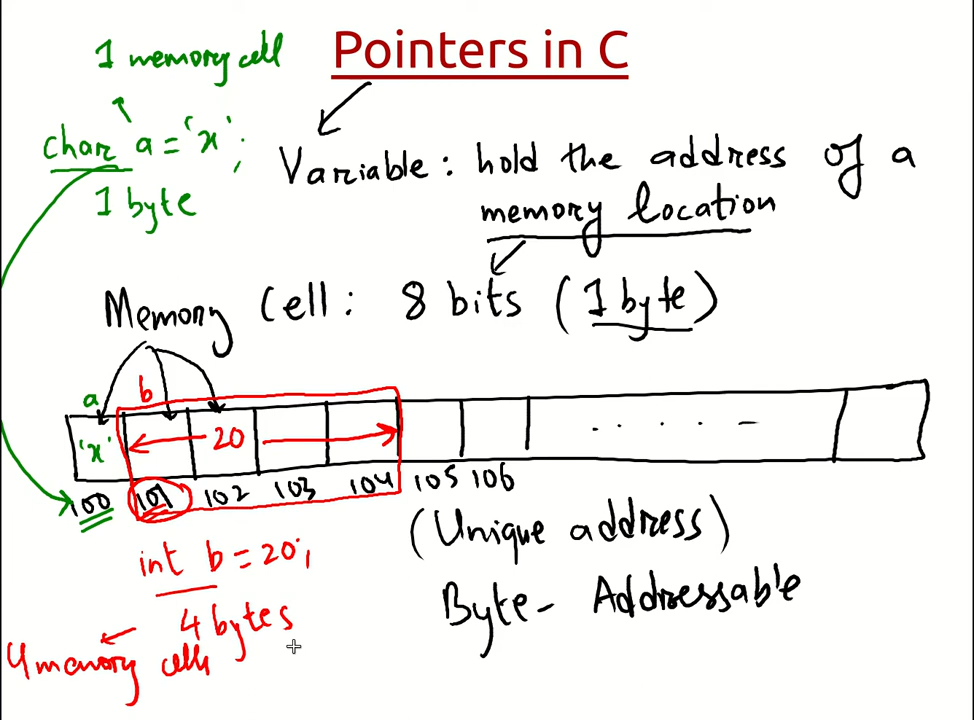 Pointers in C
1 memory cell
char a = 'x';
1 byte
Variable: hold the address of a
memory location
Memory Cell: 8 bits (1 byte)
a b
'x' 20
100 101 102 103 104 105 106
(Unique address)
int b = 20;
Byte- Addressable
4 bytes
4 memory cells